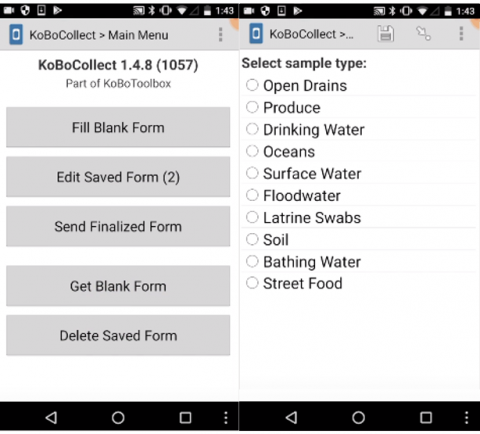 1:43
KoBoCollect > Main Menu
KoBoCollect 1.4.8 (1057)
Part of KoBoToolbox
Fill Blank Form
Edit Saved Form (2)
Send Finalized Form
Get Blank Form
Delete Saved Form
1:43
KoBoCollect >...
Select sample type:
Open Drains
Produce
Drinking Water
Oceans
Surface Water
Floodwater
Latrine Swabs
Soil
Bathing Water
Street Food